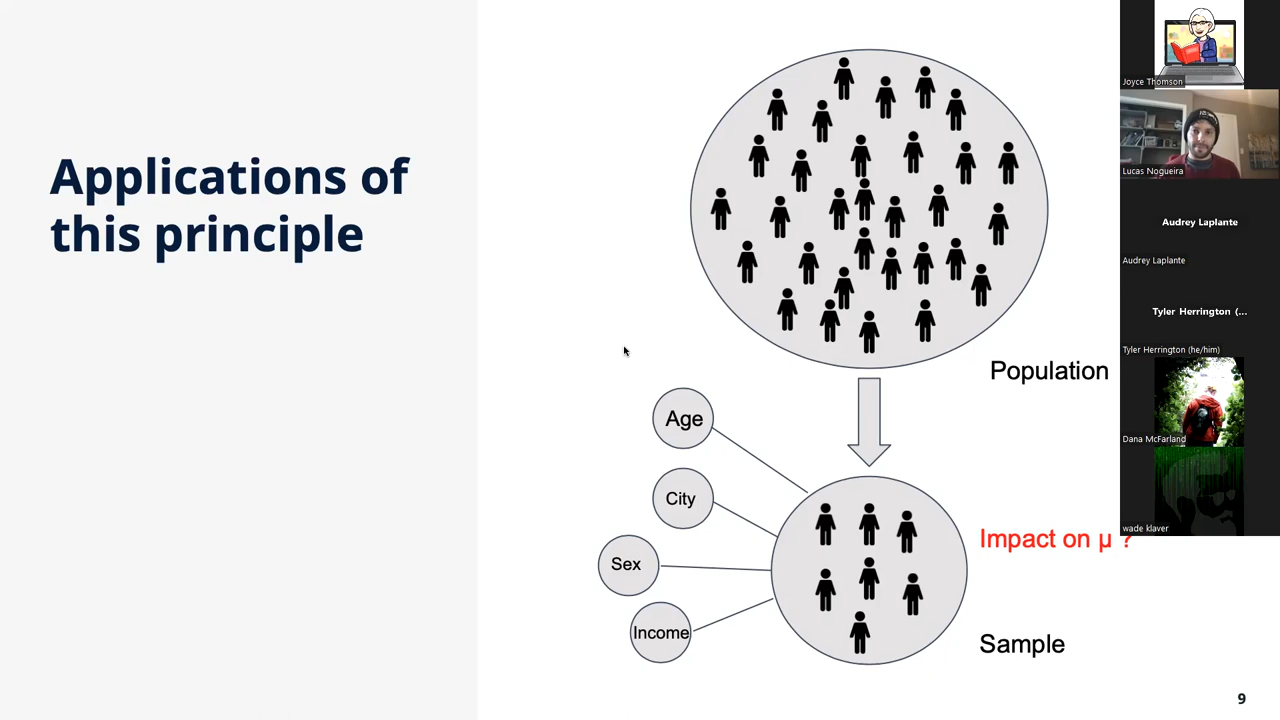 Applications of
this principle
Population
Age
City
Sex
Income
Impact on μ ?
Sample
9
Joyce Thomson
Lucas Nogueira
Audrey Laplante
Audrey Laplante
Tyler Herrington (...
Tyler Herrington (he/him)
Dana McFarland
wade klaver